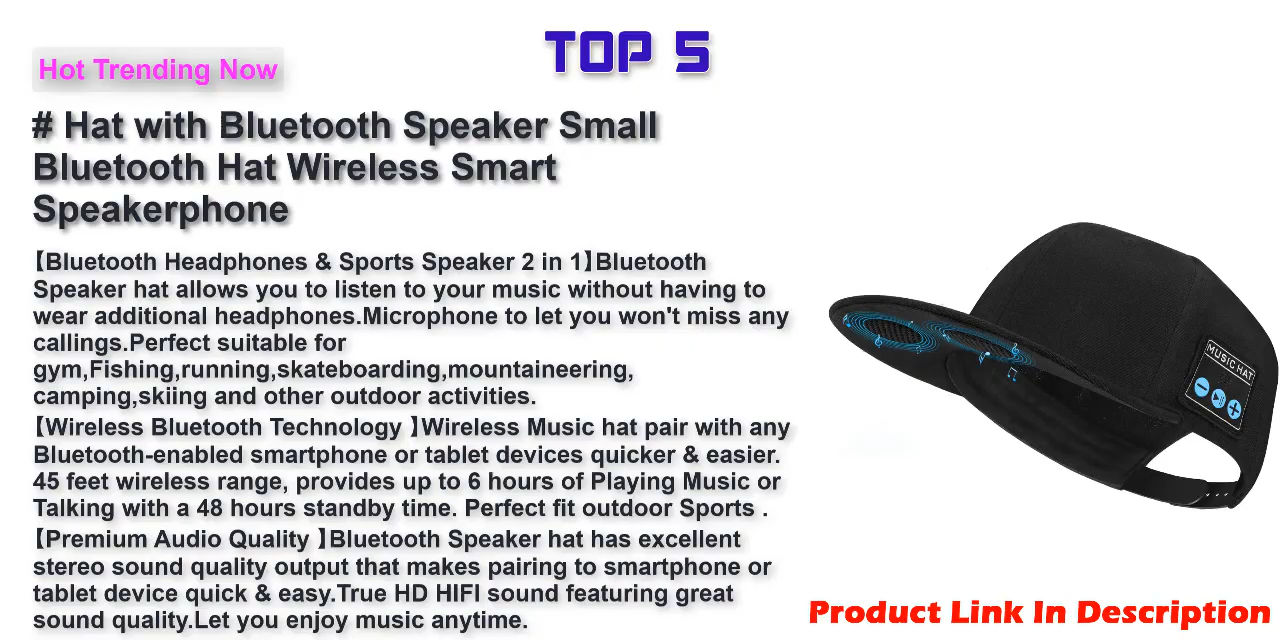 TOP 5
Hot Trending Now
# Hat with Bluetooth Speaker Small
Bluetooth Hat Wireless Smart
Speakerphone
【Bluetooth Headphones & Sports Speaker 2 in 1】Bluetooth
Speaker hat allows you to listen to your music without having to
wear additional headphones.Microphone to let you won't miss any
callings.Perfect suitable for
gym,Fishing,running,skateboarding,mountaineering,
camping,skiing and other outdoor activities.
【Wireless Bluetooth Technology 】Wireless Music hat pair with any
Bluetooth-enabled smartphone or tablet devices quicker & easier.
45 feet wireless range, provides up to 6 hours of Playing Music or
Talking with a 48 hours standby time. Perfect fit outdoor Sports .
【Premium Audio Quality 】Bluetooth Speaker hat has excellent
stereo sound quality output that makes pairing to smartphone or
tablet device quick & easy.True HD HIFI sound featuring great
sound quality.Let you enjoy music anytime.
MUSIC HAT
Product Link In Description